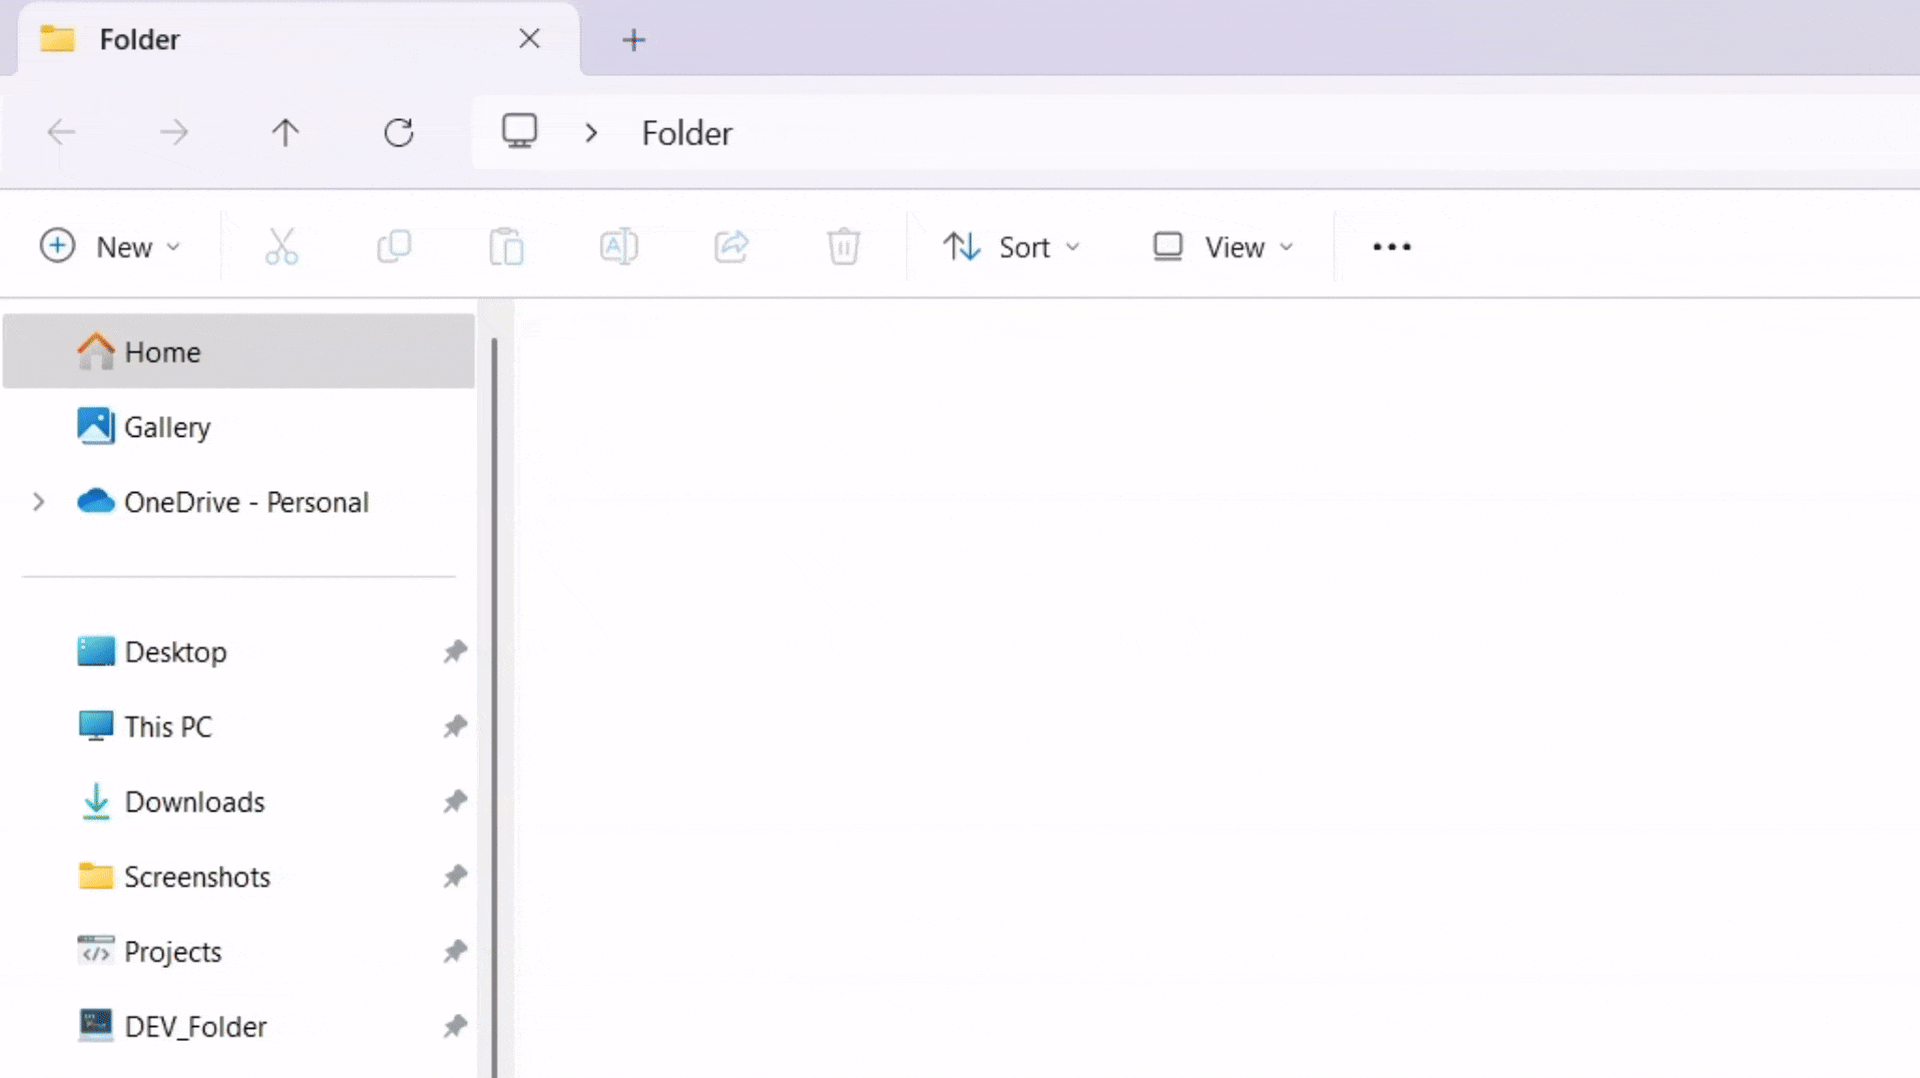 Folder
Folder
New
Sort
View
Home
Gallery
OneDrive - Personal
Desktop
This PC
Downloads
Screenshots
Projects
DEV_Folder